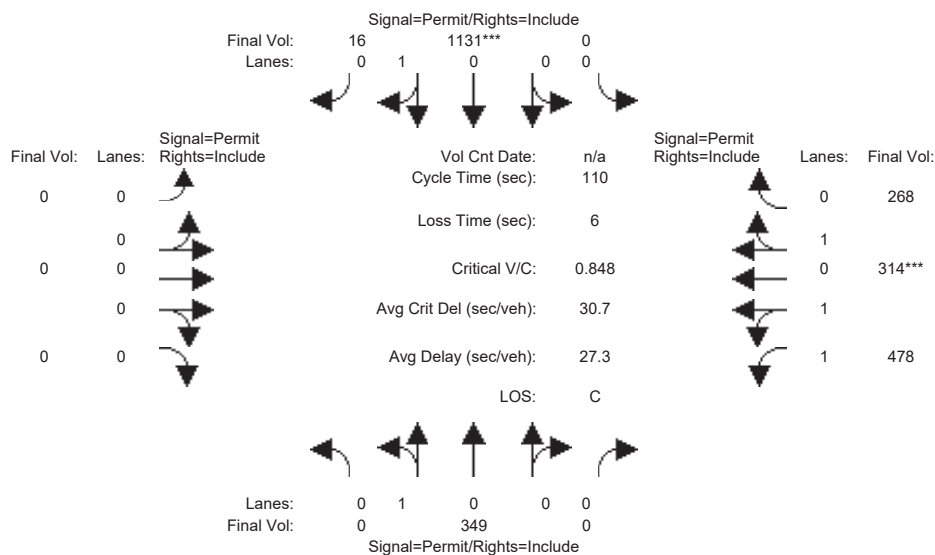 Signal=Permit/Rights=Include
Final Vol: 16 1131*** 0
Lanes: 0 1 0 0 0
Signal=Permit
Final Vol: Lanes: Rights=Include
Vol Cnt Date: n/a
Signal=Permit
Rights=Include Lanes: Final Vol:
Cycle Time (sec): 110
0 0
0 268
Loss Time (sec): 6
0
1
0 0
Critical V/C: 0.848
0 314***
0
Avg Crit Del (sec/veh): 30.7
1
0 0
Avg Delay (sec/veh): 27.3
1 478
LOS: C
Lanes: 0 1 0 0 0
Final Vol: 0 349 0
Signal=Permit/Rights=Include